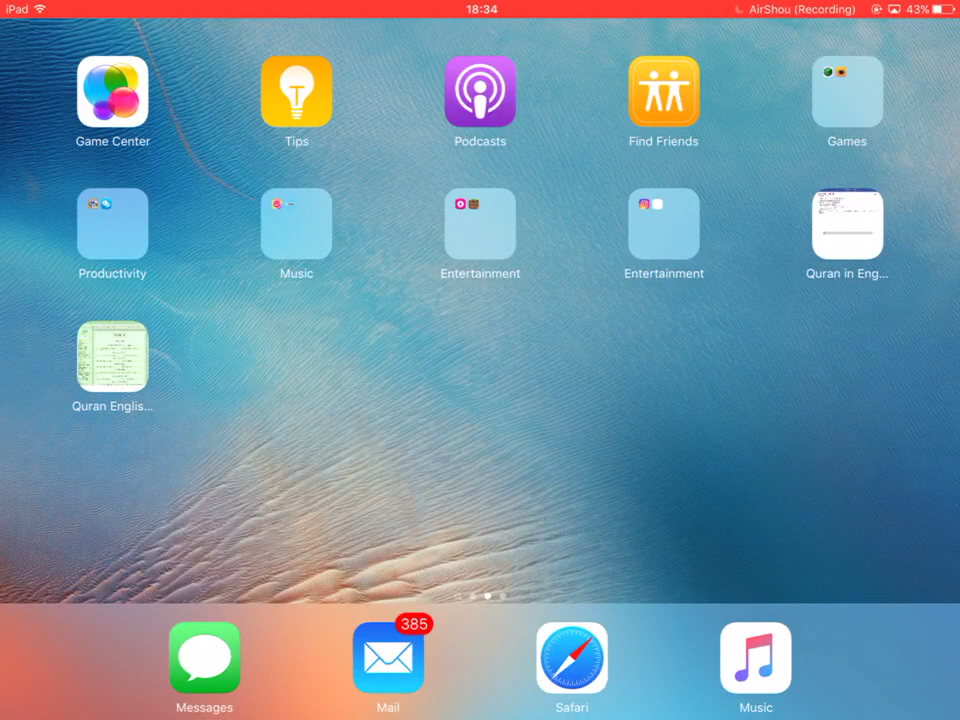 iPad 18:34 AirShou (Recording) 43%
Game Center Tips Podcasts Find Friends Games
Productivity Music Entertainment Entertainment Quran in Eng...
Quran Englis...
385
Messages Mail Safari Music